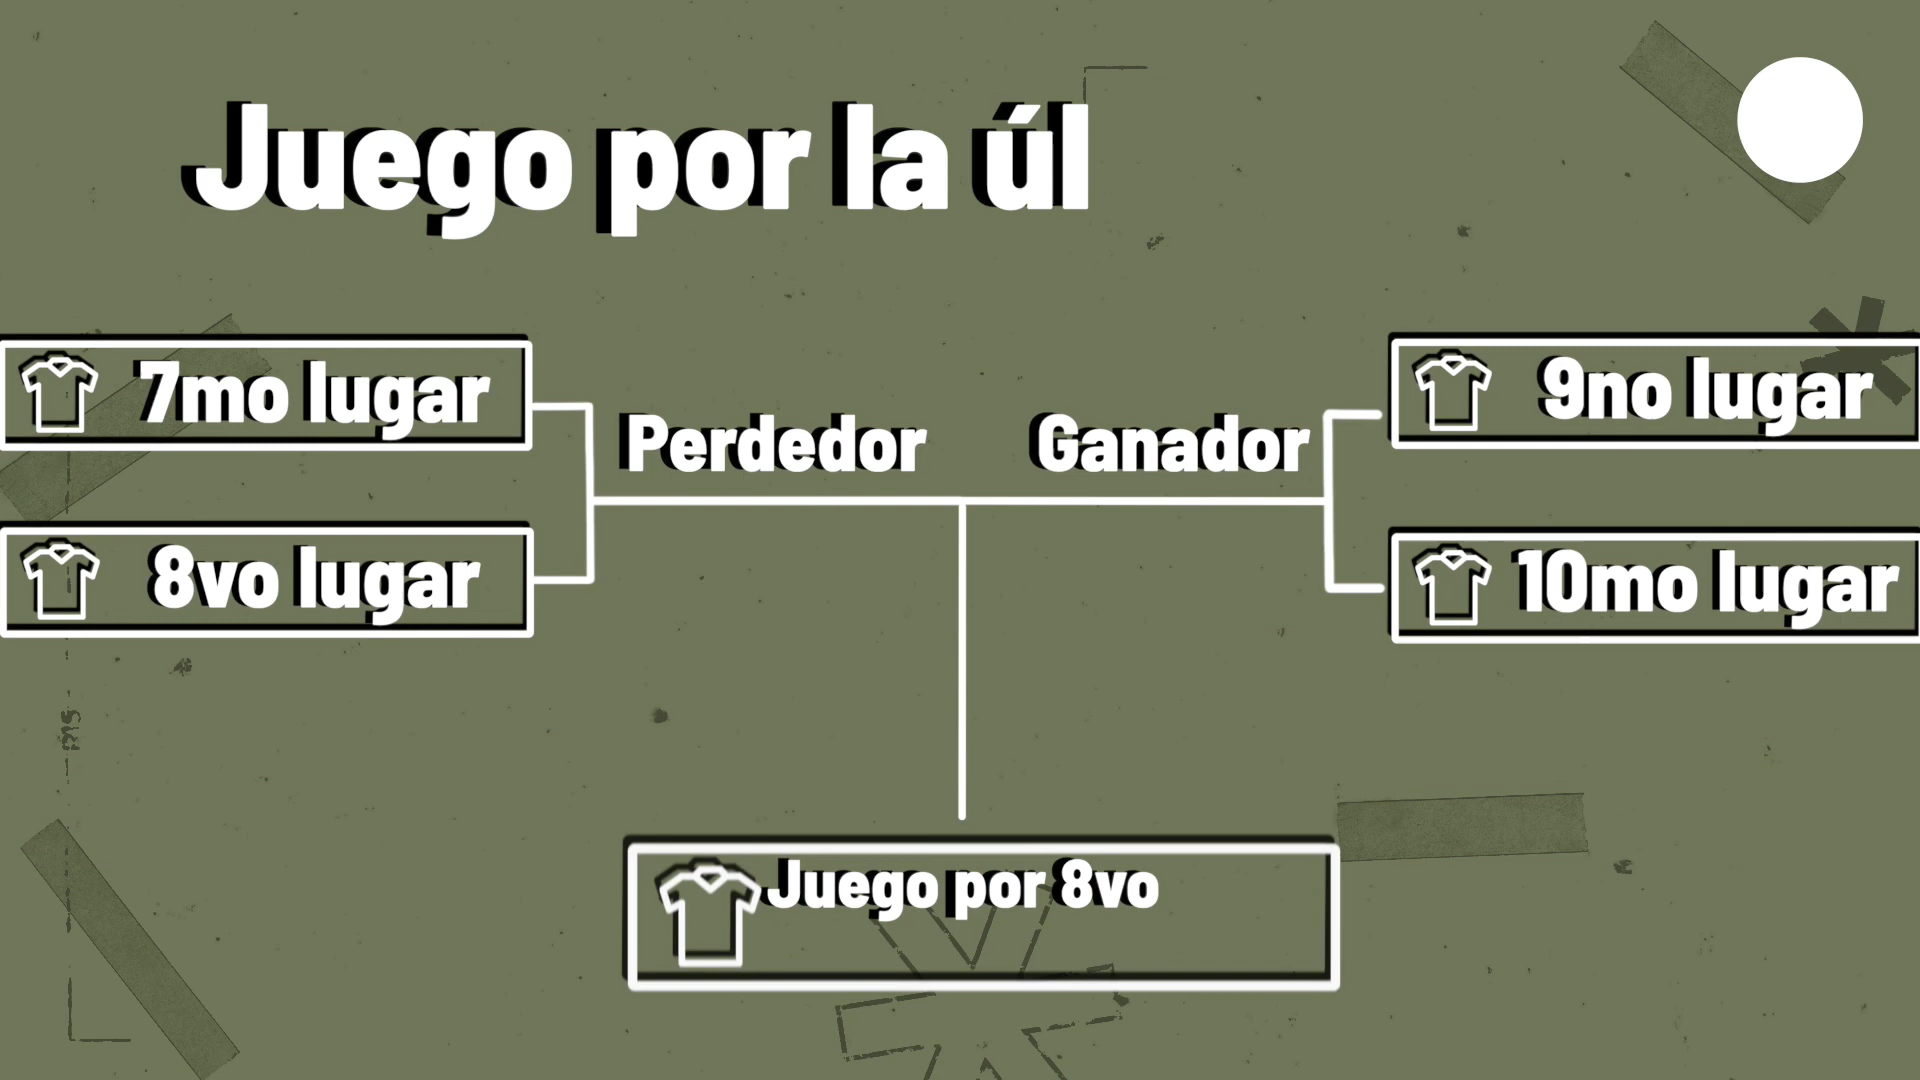 Juego por la úl
7mo lugar
9no lugar
Perdedor
Ganador
8vo lugar
10mo lugar
Juego por 8vo